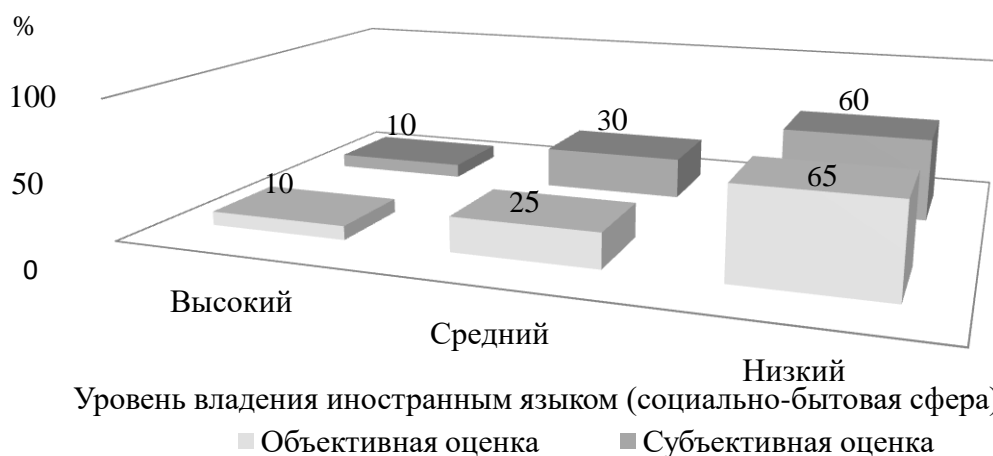 %
100
50
0
10
30
60
10
25
65
Высокий
Средний
Низкий
Уровень владения иностранным языком (социально-бытовая сфера)
Объективная оценка
Субъективная оценка